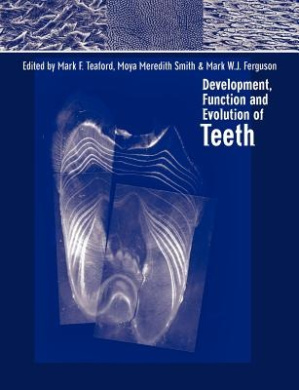 Edited by Mark F. Teaford, Moya Meredith Smith & Mark W.J. Ferguson
Development,
Function and
Evolution of
Teeth